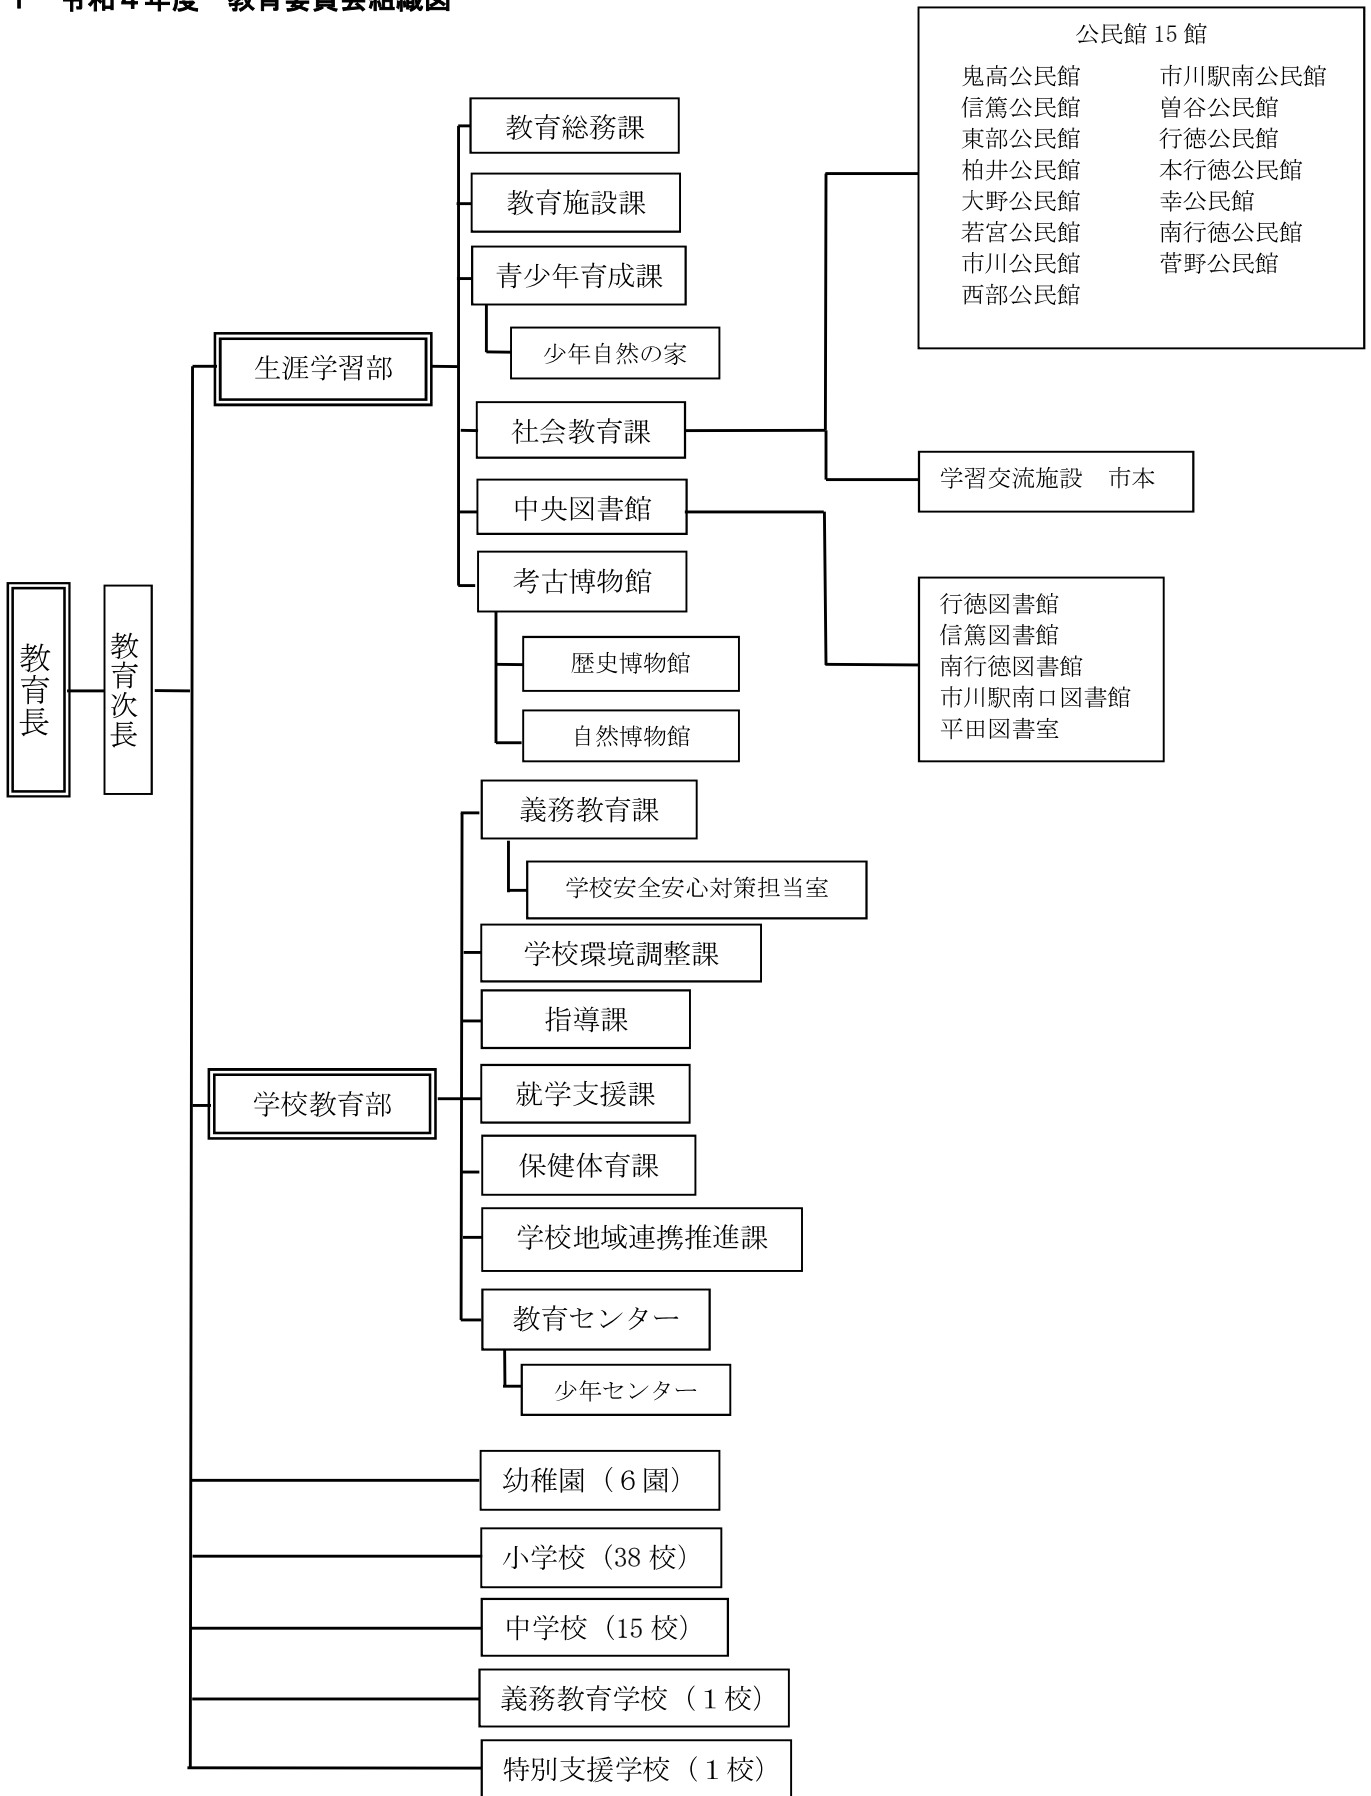 1 令和４年度 教育委員会組織図
公民館 15 館
鬼高公民館 市川駅南公民館
信篤公民館 曽谷公民館
東部公民館 行徳公民館
柏井公民館 本行徳公民館
大野公民館 幸公民館
若宮公民館 南行徳公民館
市川公民館 菅野公民館
西部公民館
教育総務課
教育施設課
青少年育成課
少年自然の家
生涯学習部
社会教育課
学習交流施設　市本
中央図書館
考古博物館
行徳図書館
信篤図書館
南行徳図書館
市川駅南口図書館
平田図書室
歴史博物館
自然博物館
教育長
教育次長
義務教育課
学校安全安心対策担当室
学校環境調整課
指導課
就学支援課
学校教育部
保健体育課
学校地域連携推進課
教育センター
少年センター
幼稚園（６園）
小学校（38 校）
中学校（15 校）
義務教育学校（１校）
特別支援学校（１校）